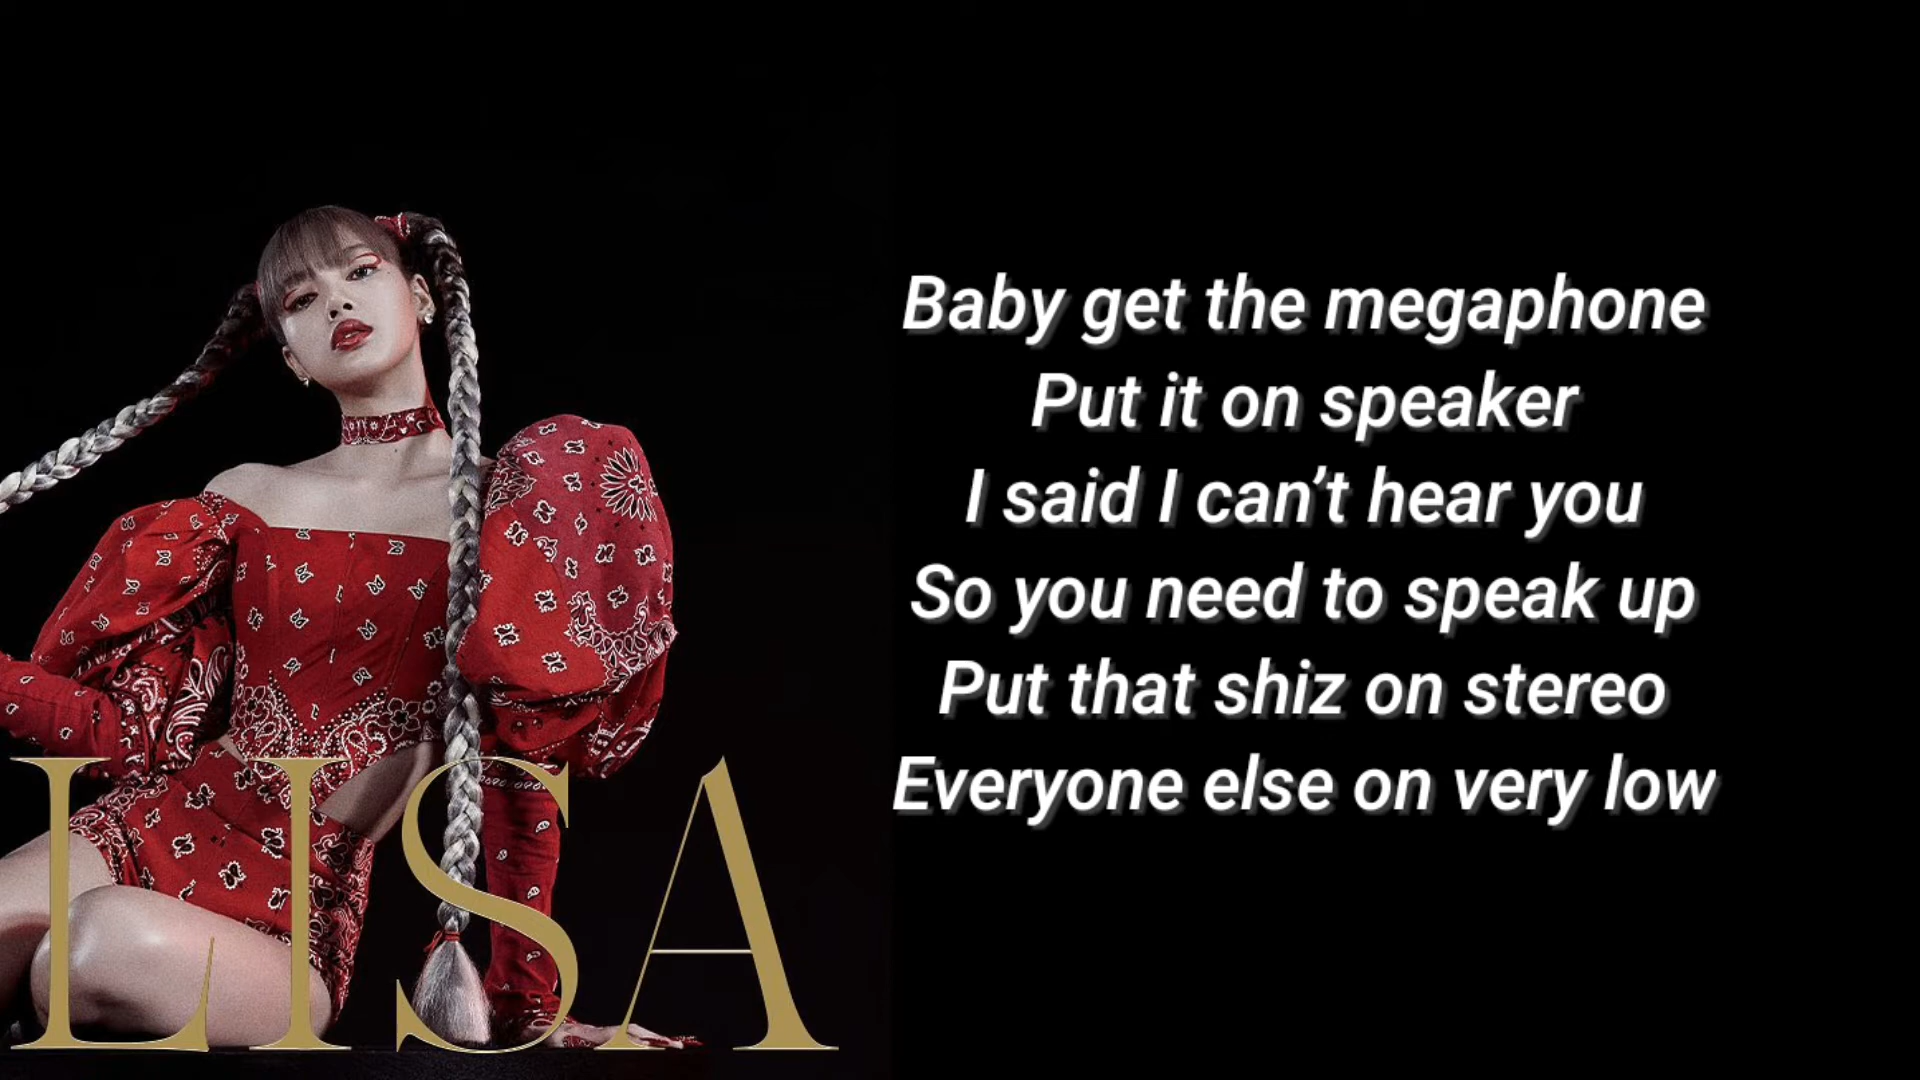 LISA
Baby get the megaphone
Put it on speaker
I said I can’t hear you
So you need to speak up
Put that shiz on stereo
Everyone else on very low